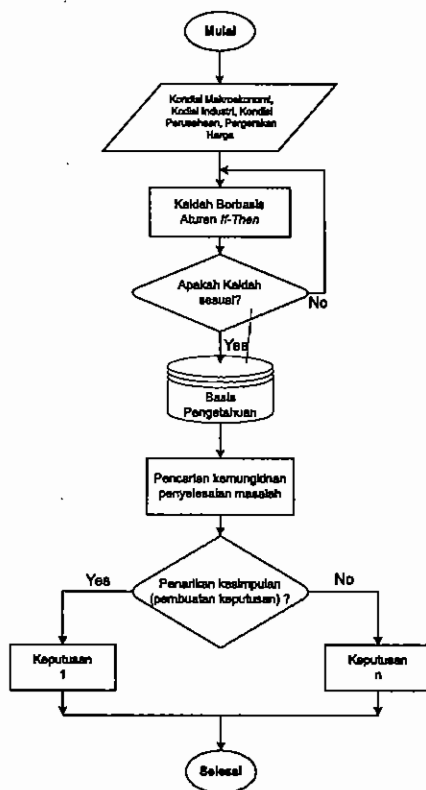 Mulai
Kondisi Makroekonomi,
Kodisi Industri, Kondisi
Perusahaan, Pergerakan
Harga
Kaidah Berbasis
Aturan If-Then
Apakah Kaidah
sesuai?
No
Yes
Basis
Pengetahuan
Pencarian kemungkinan
penyelesaian masalah
Yes
Penarikan kesimpulan
(pembuatan keputusan) ?
No
Keputusan
1
Keputusan
n
Selesai